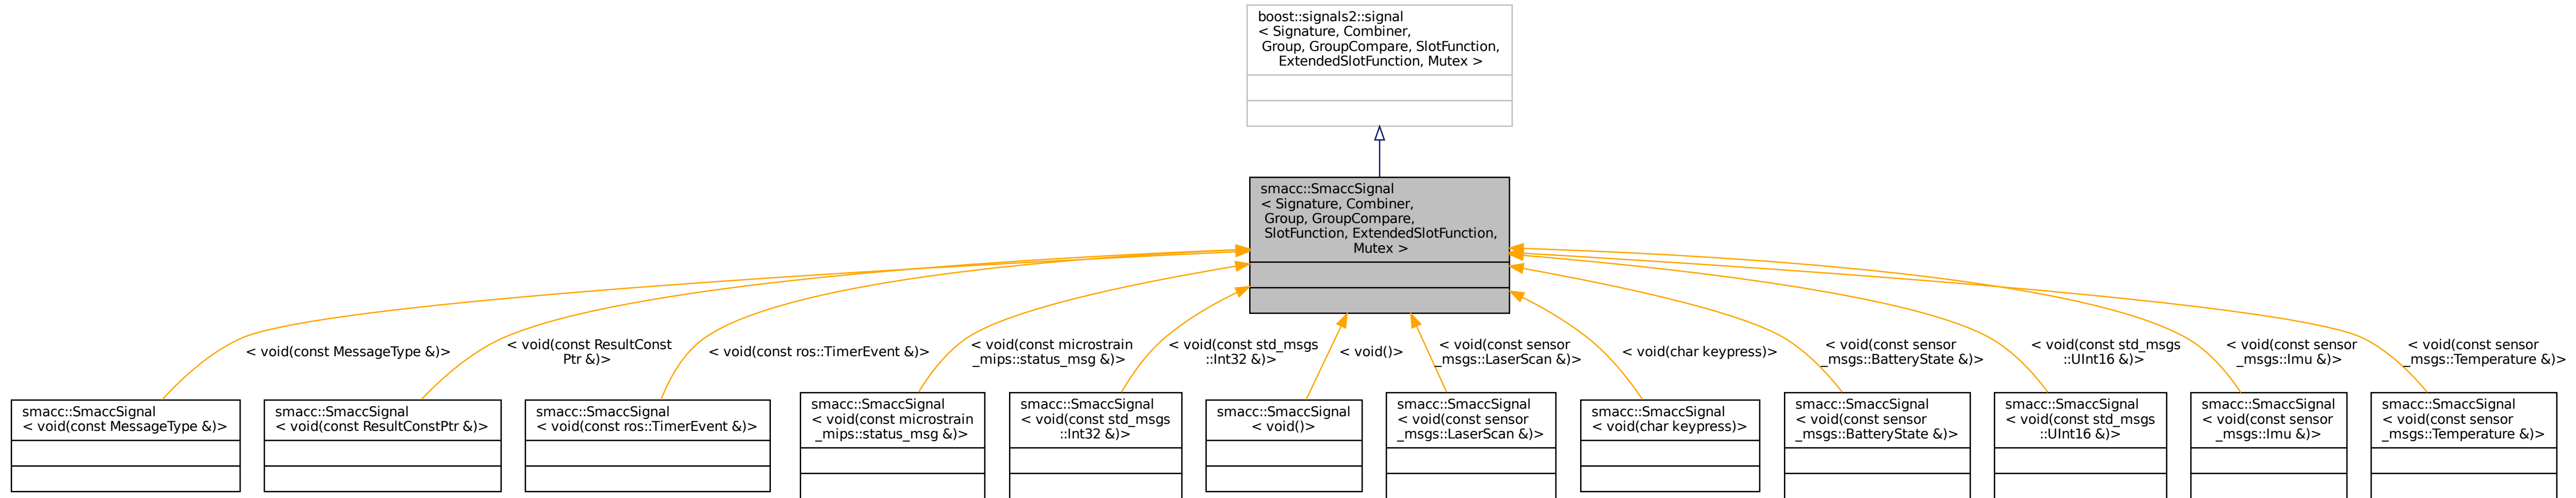 boost::signals2::signal
< Signature, Combiner,
Group, GroupCompare, SlotFunction,
ExtendedSlotFunction, Mutex >
smacc::SmaccSignal
< Signature, Combiner,
Group, GroupCompare,
SlotFunction, ExtendedSlotFunction,
Mutex >
< void(const MessageType &)>
< void(const ResultConst
Ptr &)>
< void(const ros::TimerEvent &)>
< void(const microstrain
_mips::status_msg &)>
< void(const std_msgs
::Int32 &)>
< void()>
< void(const sensor
_msgs::LaserScan &)>
< void(char keypress)>
< void(const sensor
_msgs::BatteryState &)>
< void(const std_msgs
::UInt16 &)>
< void(const sensor
_msgs::Imu &)>
< void(const sensor
_msgs::Temperature &)>
smacc::SmaccSignal
< void(const MessageType &)>
smacc::SmaccSignal
< void(const ResultConstPtr &)>
smacc::SmaccSignal
< void(const ros::TimerEvent &)>
smacc::SmaccSignal
< void(const microstrain
_mips::status_msg &)>
smacc::SmaccSignal
< void(const std_msgs
::Int32 &)>
smacc::SmaccSignal
< void()>
smacc::SmaccSignal
< void(const sensor
_msgs::LaserScan &)>
smacc::SmaccSignal
< void(char keypress)>
smacc::SmaccSignal
< void(const sensor
_msgs::BatteryState &)>
smacc::SmaccSignal
< void(const std_msgs
::UInt16 &)>
smacc::SmaccSignal
< void(const sensor
_msgs::Imu &)>
smacc::SmaccSignal
< void(const sensor
_msgs::Temperature &)>